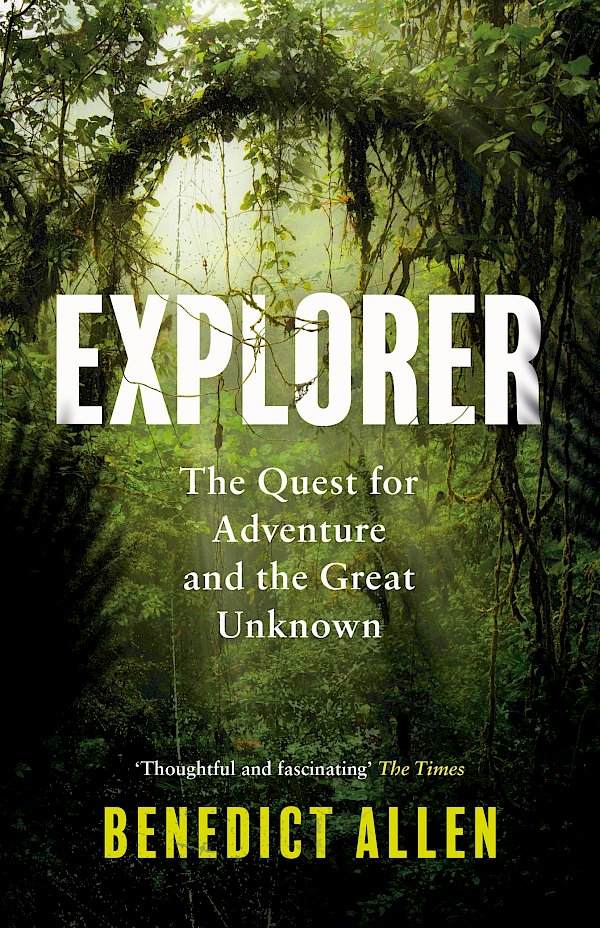 EXPLORER
The Quest for
Adventure
and the Great
Unknown
‘Thoughtful and fascinating’ The Times
BENEDICT ALLEN